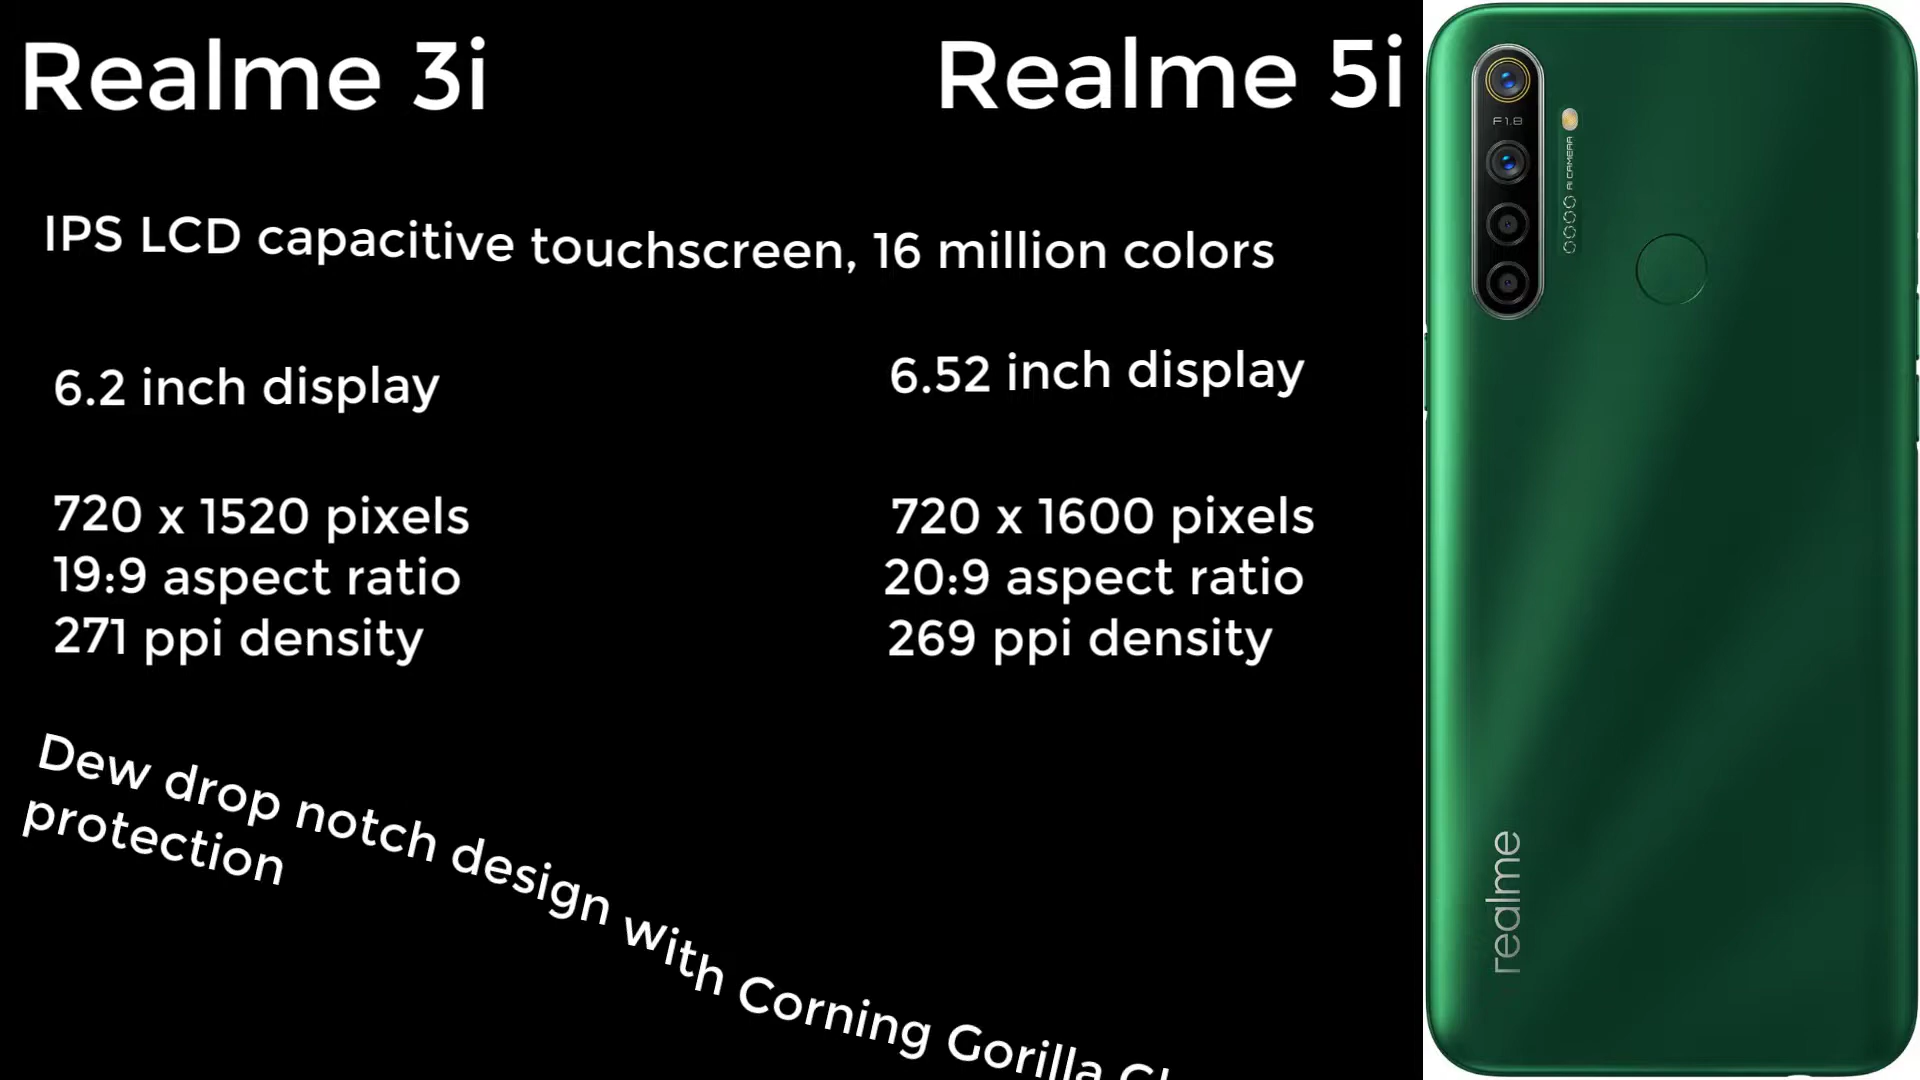 Realme 3i
Realme 5i
IPS LCD capacitive touchscreen, 16 million colors
6.2 inch display
6.52 inch display
720 x 1520 pixels
19:9 aspect ratio
271 ppi density
720 x 1600 pixels
20:9 aspect ratio
269 ppi density
Dew drop notch design with Corning Gorilla
protection
F1.8
AI CAMERA
realme